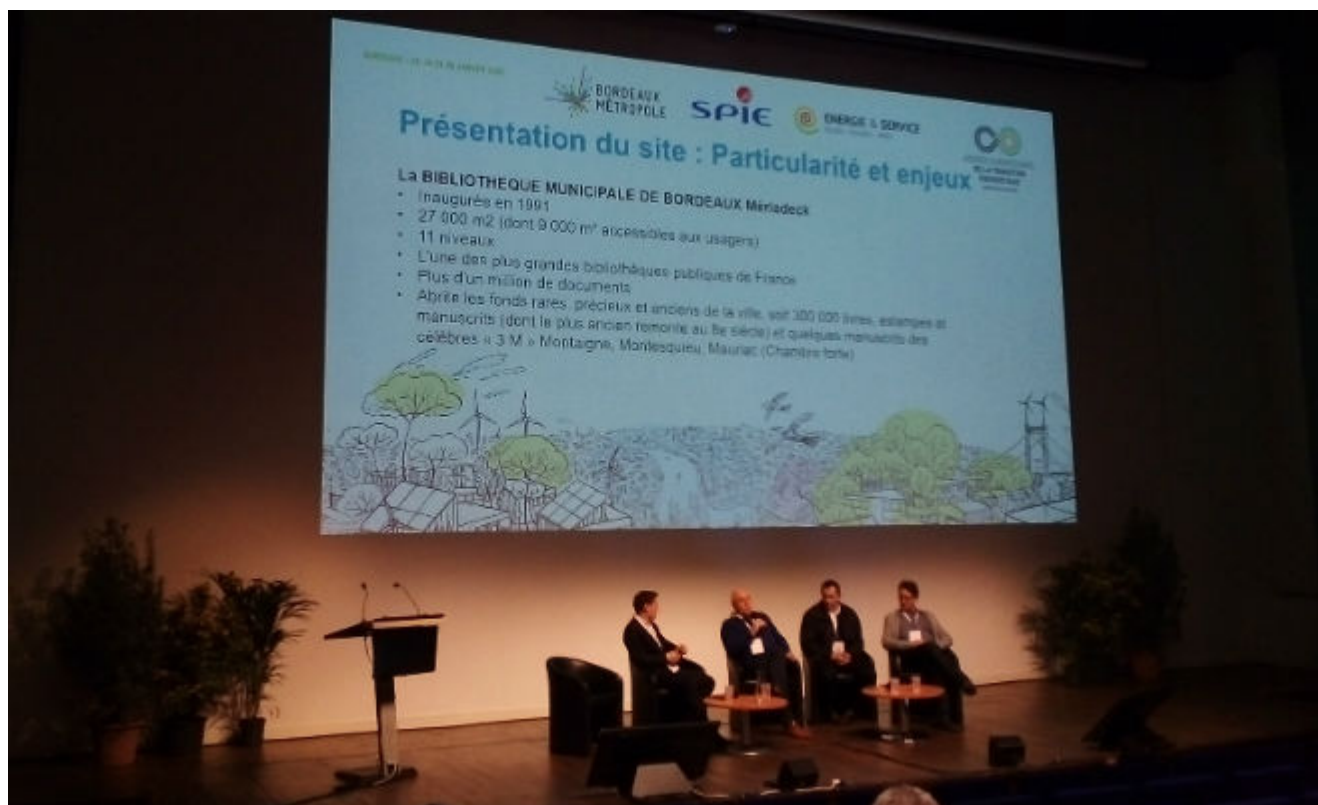 BORDEAUX
MÉTROPOLE
SPIE
ENERGIE & SERVICE
Présentation du site : Particularité et enjeux
DE LA TRANSITION
ÉNERGÉTIQUE
La BIBLIOTHEQUE MUNICIPALE DE BORDEAUX Mériadeck
• Inaugurée en 1991
• 27 000 m2 (dont 9 000 m² accessibles aux usagers)
• 11 niveaux
• L'une des plus grandes bibliothèques publiques de France
• Plus d'un million de documents
• Abrite les fonds rares, précieux et anciens de la ville, soit 300 000 livres, estampes et
manuscrits (dont le plus ancien remonte au 8e siècle) et quelques manuscrits des
célèbres « 3 M » Montaigne, Montesquieu, Mauriac (Chambre forte)